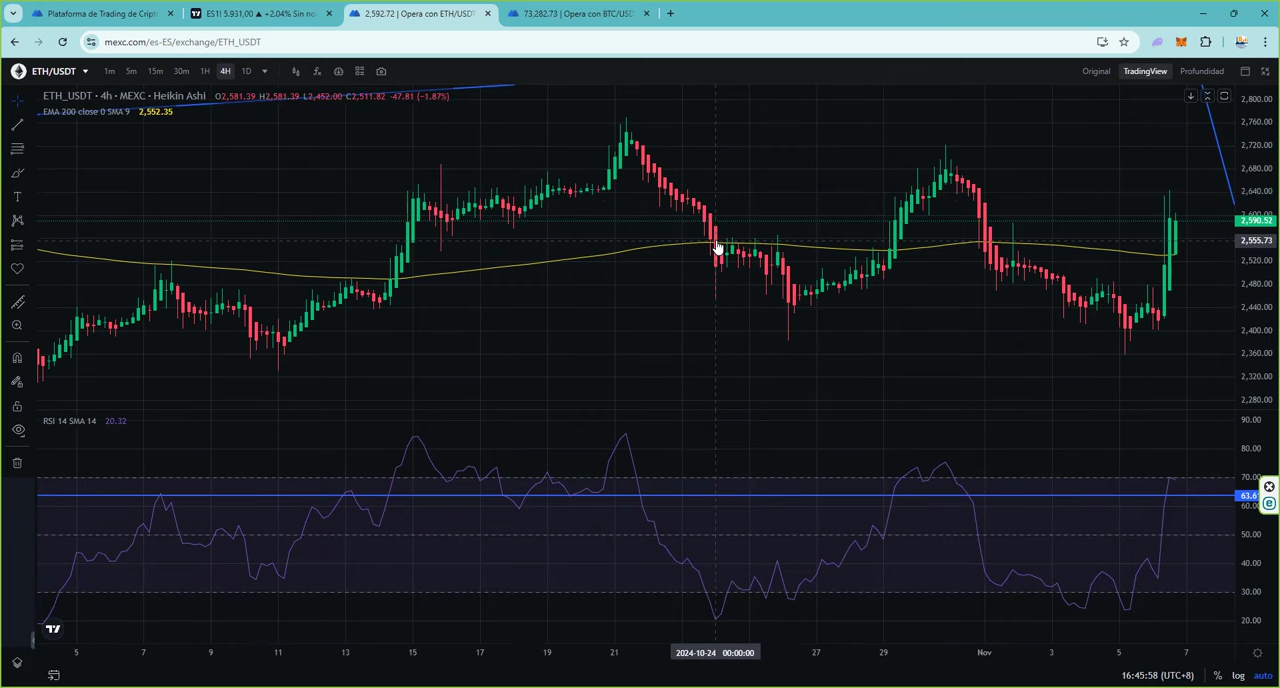 Plataforma de Trading de Cript
ES1! 5.931,00 ▲ +2.04% Sin no
2,592.72 | Opera con ETH/USDT
73,282.73 | Opera con BTC/USD
mexc.com/es-ES/exchange/ETH_USDT
ETH/USDT 1m 5m 15m 30m 1H 4H 1D Original TradingView Profundidad
ETH_USDT • 4h • MEXC • Heikin Ashi O2,581.39 H2,581.39 L2,452.00 C2,511.82 -47.81 (−1.87%)
EMA 200 close 0 SMA 9 2,552.35
2,800.00
2,760.00
2,720.00
2,680.00
2,640.00
2,600.00
2,590.52
2,555.73
2,520.00
2,480.00
2,440.00
2,400.00
2,360.00
2,320.00
2,280.00
RSI 14 SMA 14 20.32
90.00
80.00
70.00
63.6
60.00
50.00
40.00
30.00
20.00
5 7 9 11 13 15 17 19 21 2024-10-24 00:00:00 27 29 Nov 3 5 7
16:45:58 (UTC+8) % log auto